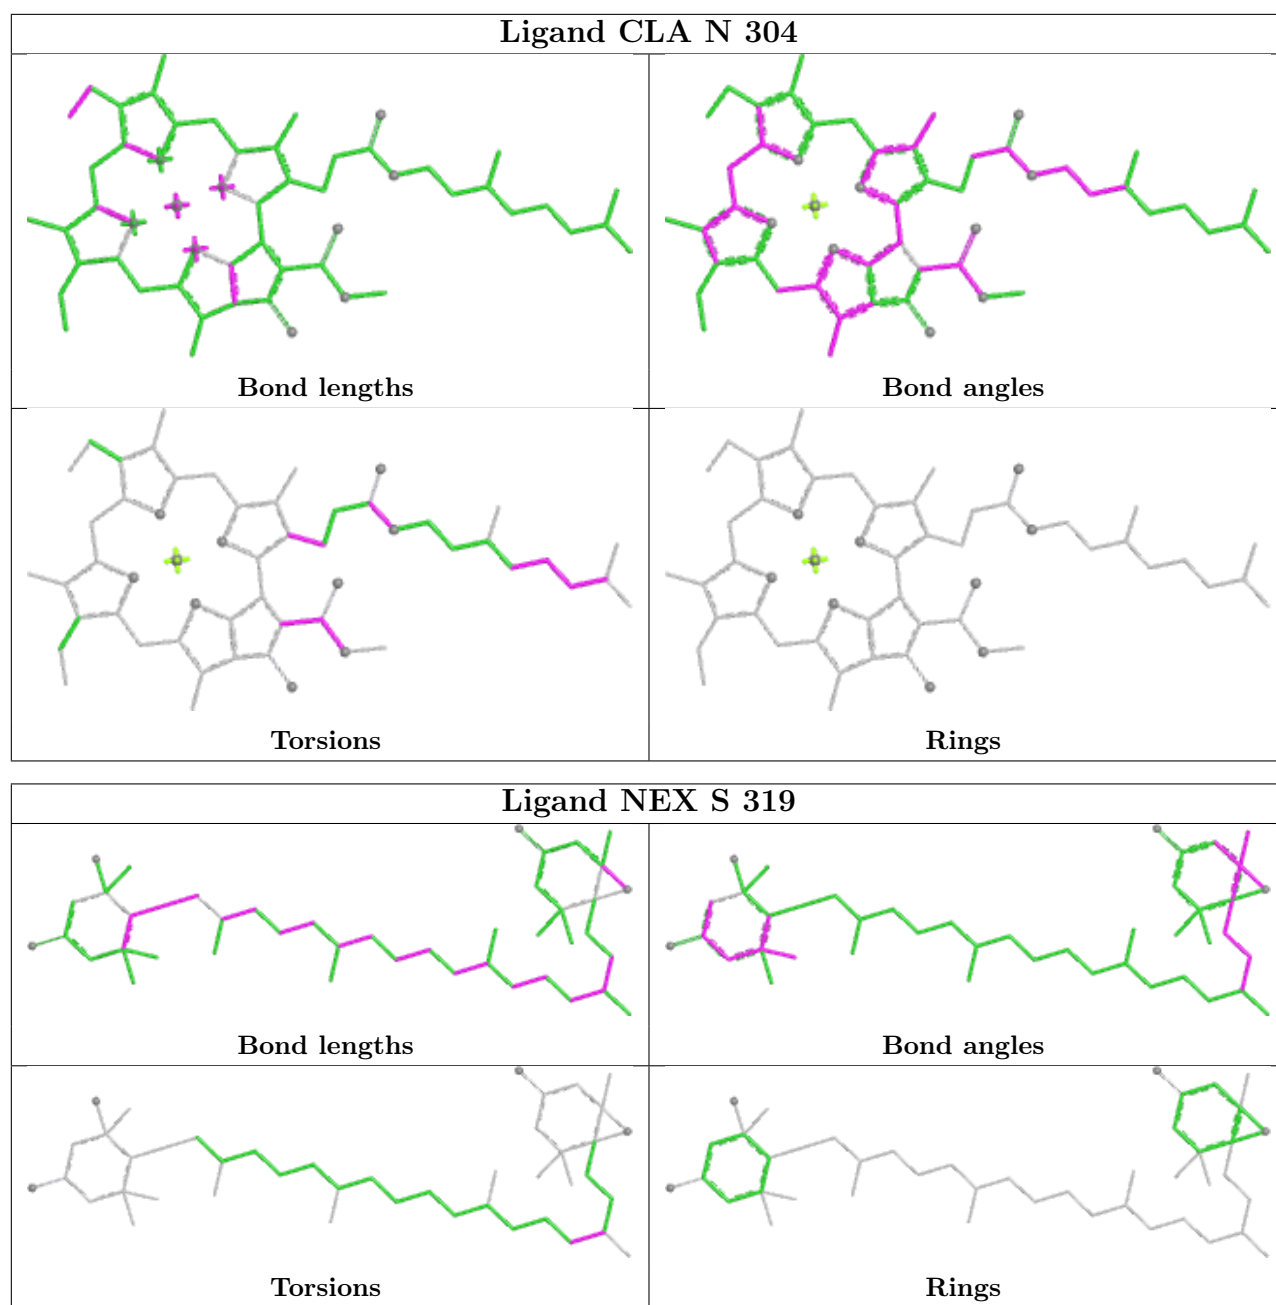 Ligand CLA N 304
Bond lengths
Bond angles
Torsions
Rings
Ligand NEX S 319
Bond lengths
Bond angles
Torsions
Rings